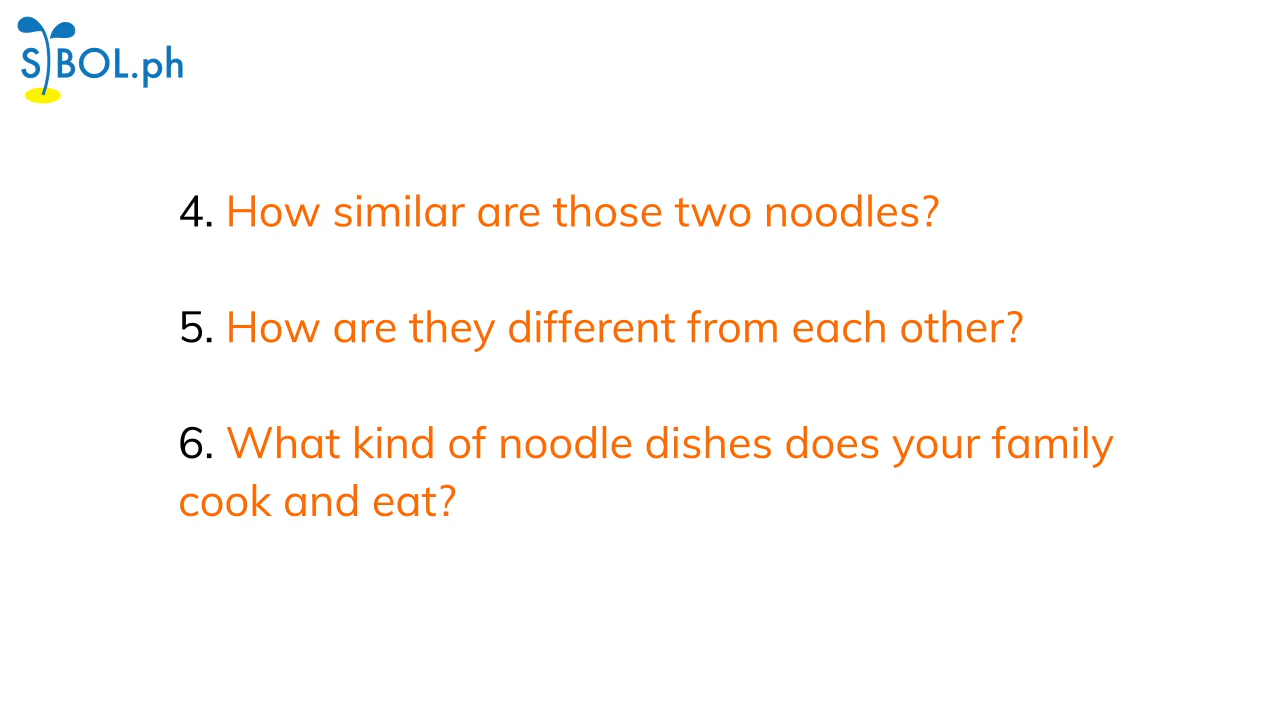 SIBOL.ph
4. How similar are those two noodles?
5. How are they different from each other?
6. What kind of noodle dishes does your family
cook and eat?